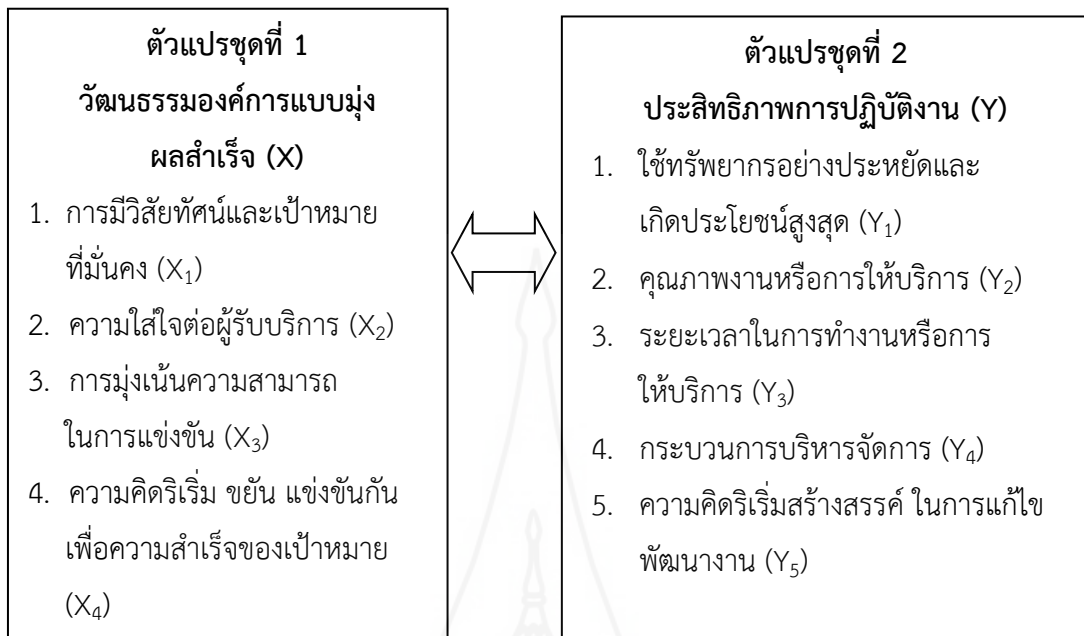 ตัวแปรชุดที่ 1
วัฒนธรรมองค์การแบบมุ่ง
ผลสำเร็จ (X)
1. การมีวิสัยทัศน์และเป้าหมาย
ที่มั่นคง (X₁)
2. ความใส่ใจต่อผู้รับบริการ (X₂)
3. การมุ่งเน้นความสามารถ
ในการแข่งขัน (X₃)
4. ความคิดริเริ่ม ขยัน แข่งขันกัน
เพื่อความสำเร็จของเป้าหมาย
(X₄)
ตัวแปรชุดที่ 2
ประสิทธิภาพการปฏิบัติงาน (Y)
1. ใช้ทรัพยากรอย่างประหยัดและ
เกิดประโยชน์สูงสุด (Y₁)
2. คุณภาพงานหรือการให้บริการ (Y₂)
3. ระยะเวลาในการทำงานหรือการ
ให้บริการ (Y₃)
4. กระบวนการบริหารจัดการ (Y₄)
5. ความคิดริเริ่มสร้างสรรค์ ในการแก้ไข
พัฒนางาน (Y₅)